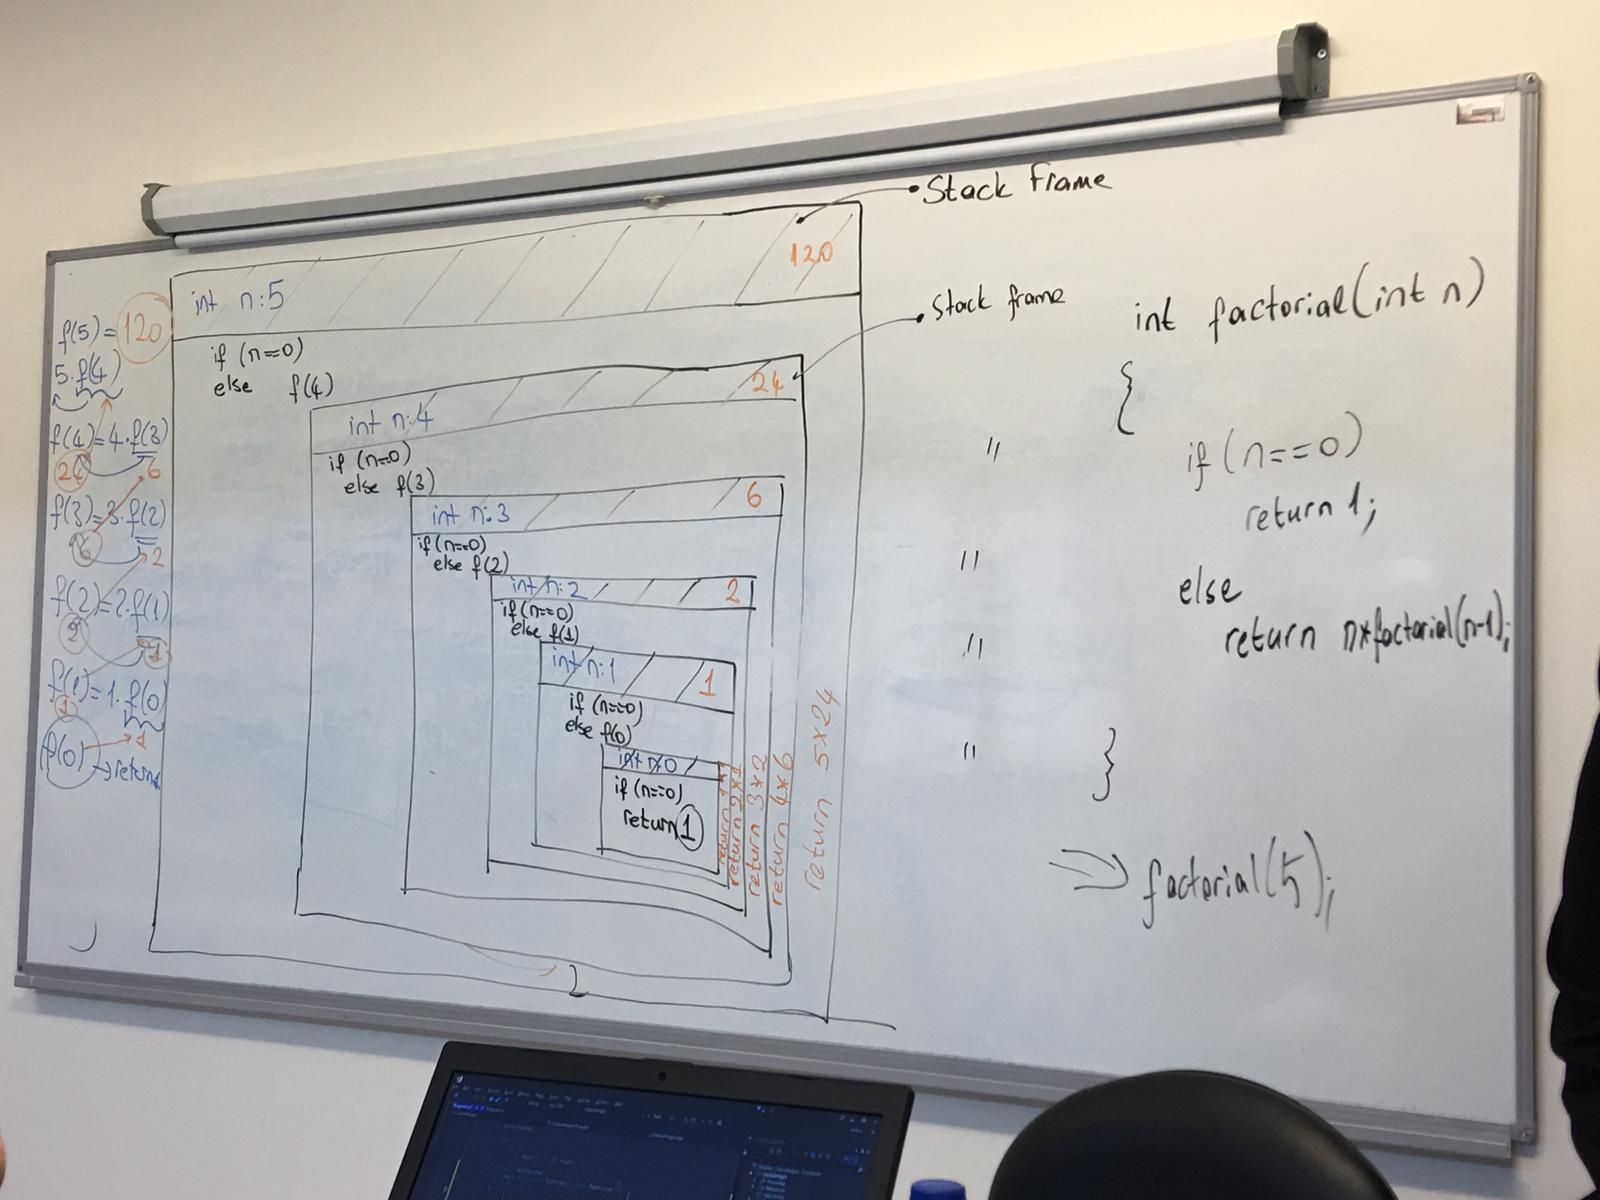 f(5)=120
5.f(4)
f(4)=4.f(3)
24 6
f(3)=3.f(2)
6 2
f(2)=2.f(1)
2 1
f(1)=1.f(0)
1 1
f(0) → return
int n:5 120
if (n==0)
else f(4)
int n:4 24
if (n==0)
else f(3)
int n:3 6
if(n==0)
else f(2)
int n:2 2
if(n==0)
else f(1)
int n:1 1
if (n==0)
else f(0)
int n:0
if (n==0)
return 1
return 2*1
return 3*2
return 4*6
return 5*24
Stack Frame
Stack frame
"
"
"
"
int factorial(int n)
{
if(n==0)
return 1;
else
return n*factorial(n-1);
}
factorial(5);